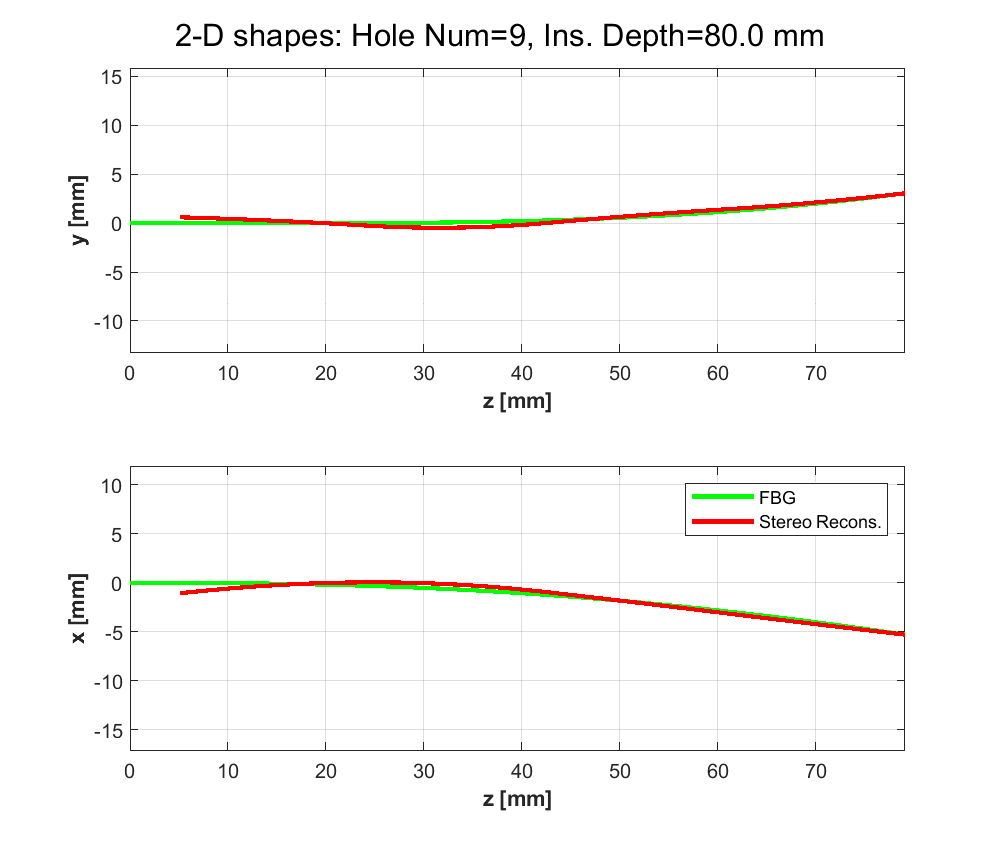 2-D shapes: Hole Num=9, Ins. Depth=80.0 mm
15
10
5
0
-5
-10
y [mm]
0 10 20 30 40 50 60 70
z [mm]
10
5
0
-5
-10
-15
x [mm]
FBG
Stereo Recons.
0 10 20 30 40 50 60 70
z [mm]